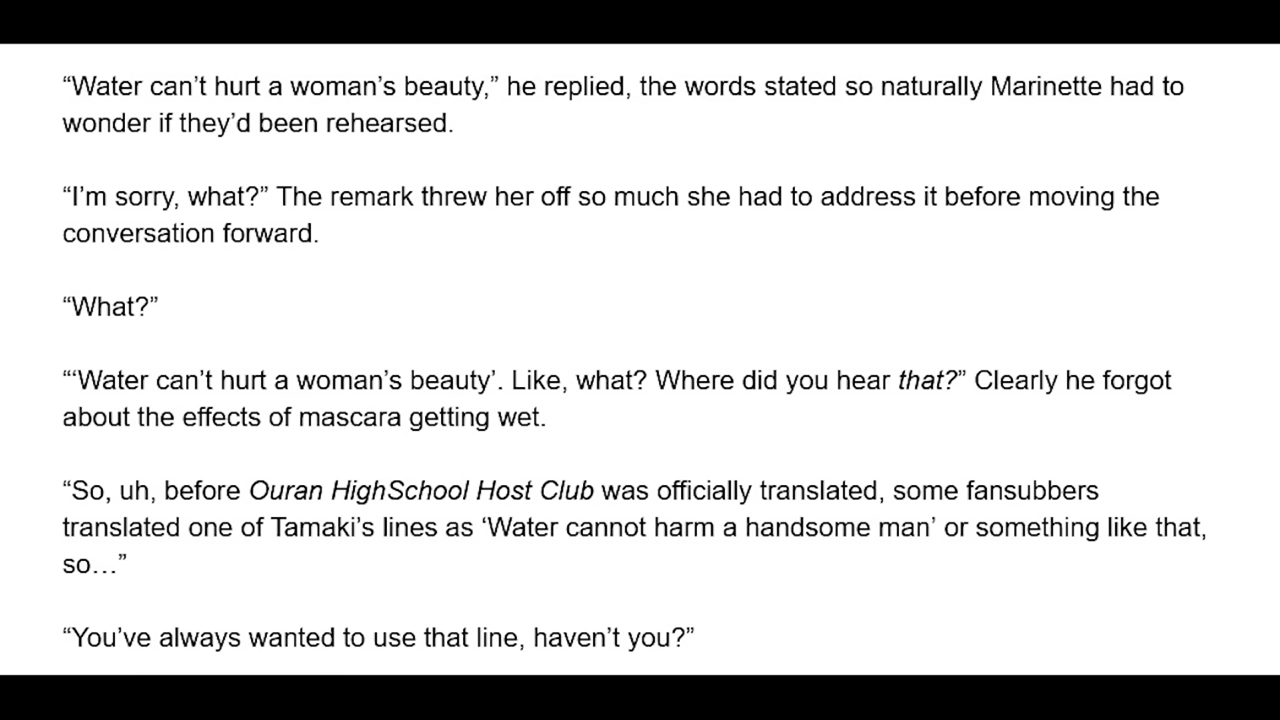 “Water can’t hurt a woman’s beauty,” he replied, the words stated so naturally Marinette had to
wonder if they’d been rehearsed.
“I’m sorry, what?” The remark threw her off so much she had to address it before moving the
conversation forward.
“What?”
“‘Water can’t hurt a woman’s beauty’. Like, what? Where did you hear that?” Clearly he forgot
about the effects of mascara getting wet.
“So, uh, before Ouran HighSchool Host Club was officially translated, some fansubbers
translated one of Tamaki’s lines as ‘Water cannot harm a handsome man’ or something like that,
so…”
“You’ve always wanted to use that line, haven’t you?”